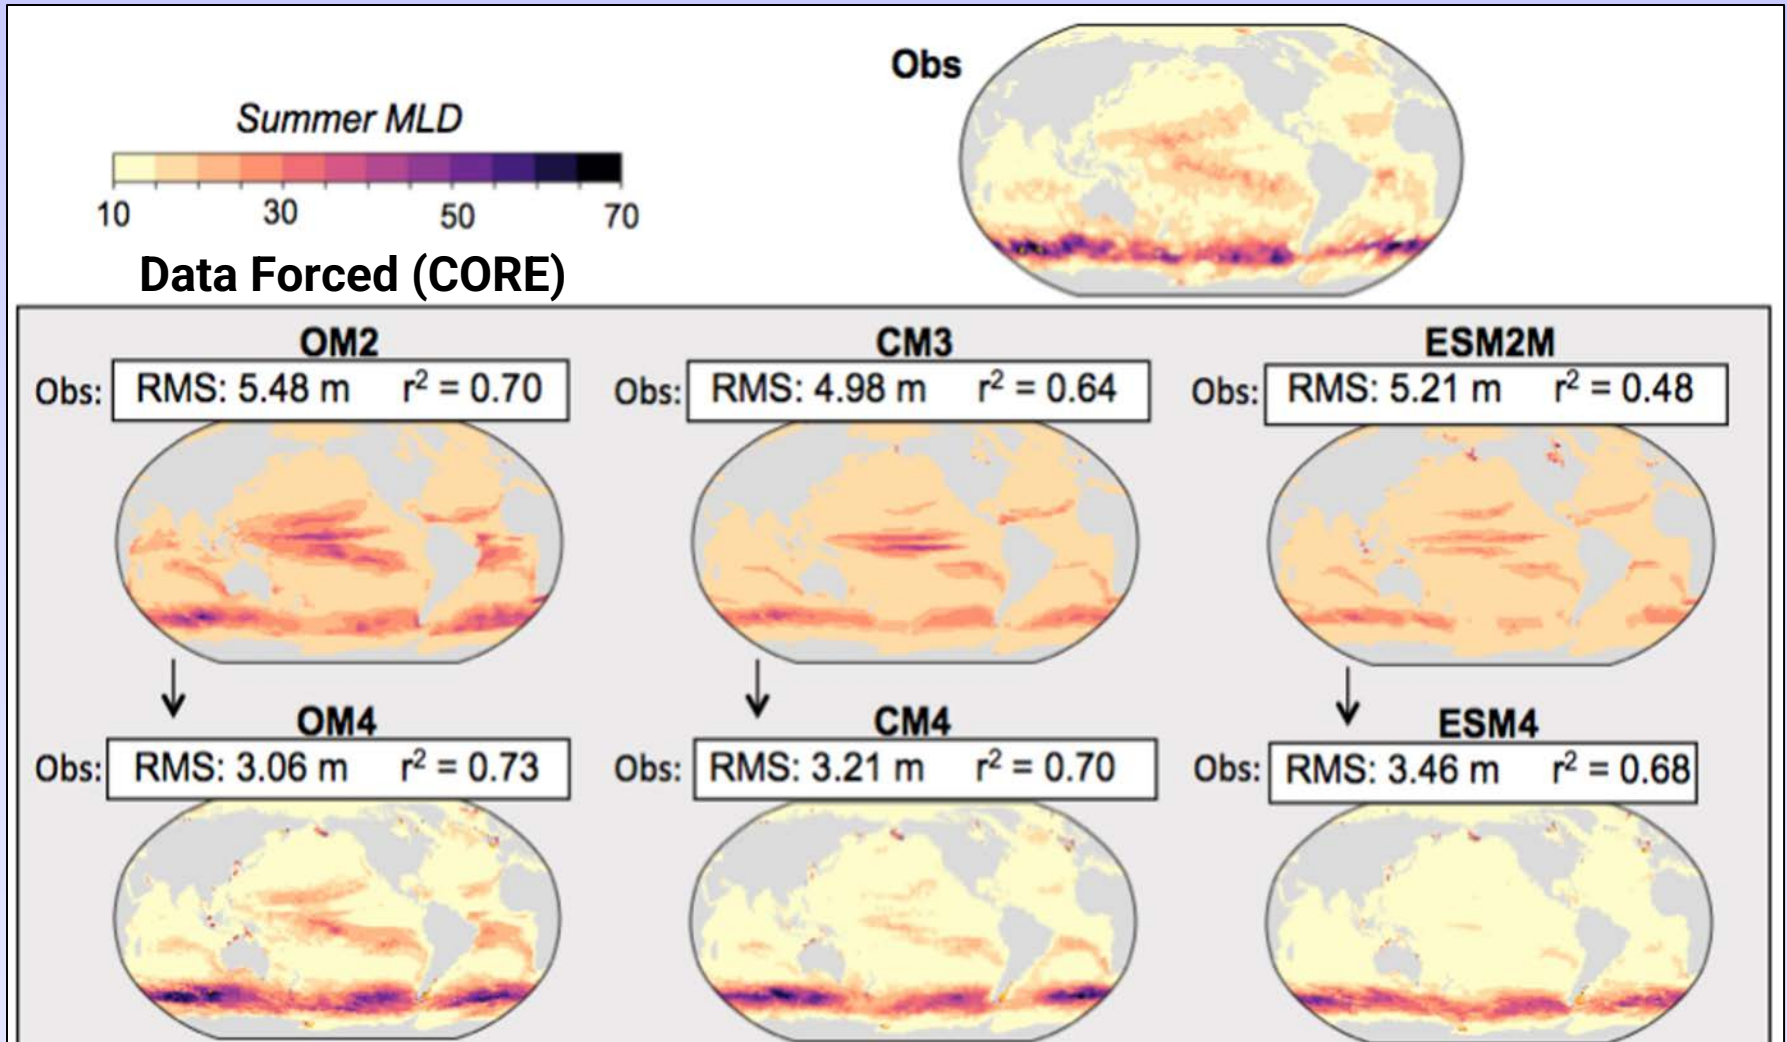 Obs
Summer MLD
10 30 50 70
Data Forced (CORE)
OM2 CM3 ESM2M
Obs: RMS: 5.48 m r² = 0.70 Obs: RMS: 4.98 m r² = 0.64 Obs: RMS: 5.21 m r² = 0.48
OM4 CM4 ESM4
Obs: RMS: 3.06 m r² = 0.73 Obs: RMS: 3.21 m r² = 0.70 Obs: RMS: 3.46 m r² = 0.68